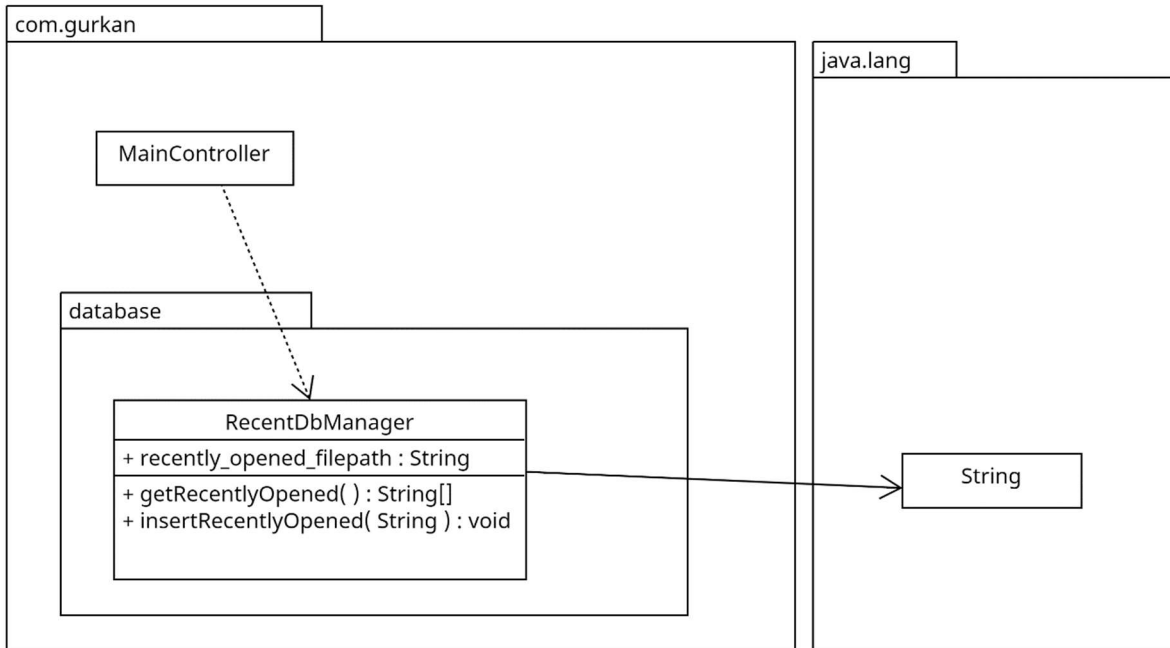 com.gurkan
java.lang
MainController
database
RecentDbManager
+ recently_opened_filepath : String
+ getRecentlyOpened( ) : String[]
+ insertRecentlyOpened( String ) : void
String